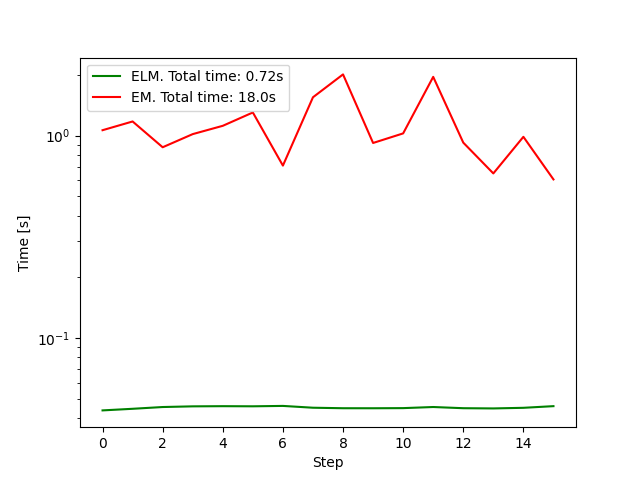 ELM. Total time: 0.72s
EM. Total time: 18.0s
10⁰
10⁻¹
Time [s]
0 2 4 6 8 10 12 14
Step